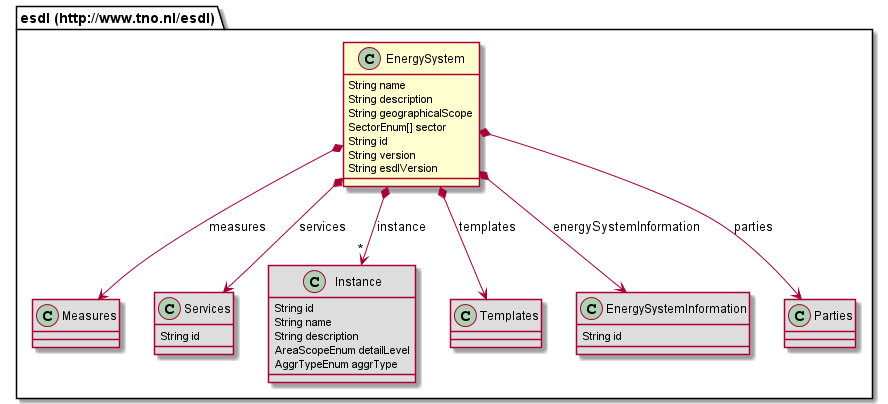 esdl (http://www.tno.nl/esdl)
C EnergySystem
String name
String description
String geographicalScope
SectorEnum[] sector
String id
String version
String esdlVersion
measures
services
instance
templates
energySystemInformation
parties
*
C Measures
C Services
String id
C Instance
String id
String name
String description
AreaScopeEnum detailLevel
AggrTypeEnum aggrType
C Templates
C EnergySystemInformation
String id
C Parties